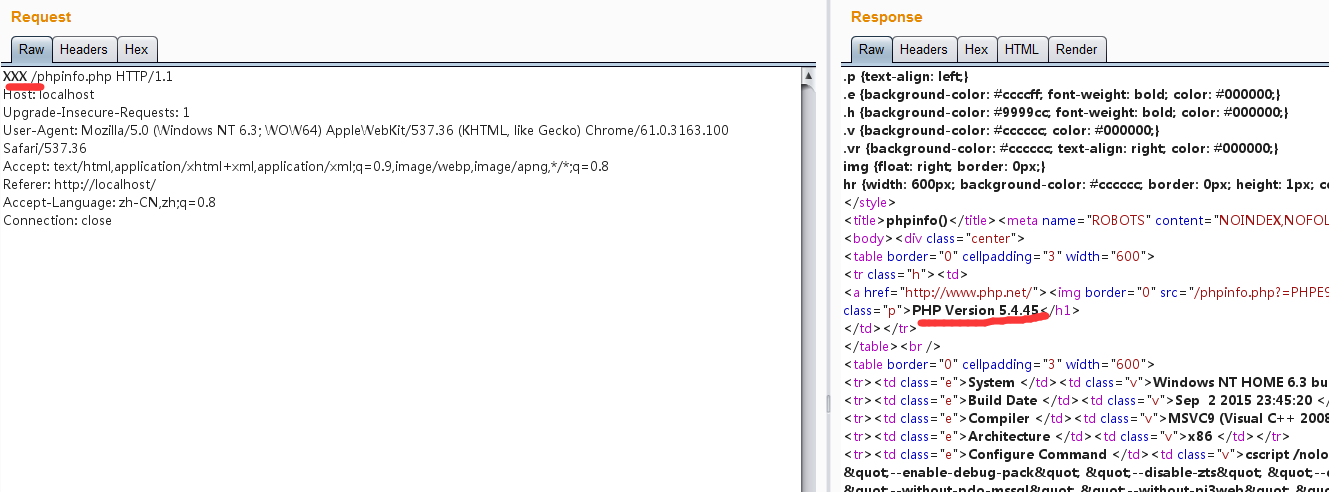 Request
Raw Headers Hex
XXX /phpinfo.php HTTP/1.1
Host: localhost
Upgrade-Insecure-Requests: 1
User-Agent: Mozilla/5.0 (Windows NT 6.3; WOW64) AppleWebKit/537.36 (KHTML, like Gecko) Chrome/61.0.3163.100
Safari/537.36
Accept: text/html,application/xhtml+xml,application/xml;q=0.9,image/webp,image/apng,*/*;q=0.8
Referer: http://localhost/
Accept-Language: zh-CN,zh;q=0.8
Connection: close
Response
Raw Headers Hex HTML Render
.p {text-align: left;}
.e {background-color: #ccccff; font-weight: bold; color: #000000;}
.h {background-color: #9999cc; font-weight: bold; color: #000000;}
.v {background-color: #cccccc; color: #000000;}
.vr {background-color: #cccccc; text-align: right; color: #000000;}
img {float: right; border: 0px;}
hr {width: 600px; background-color: #cccccc; border: 0px; height: 1px; co
</style>
<title>phpinfo()</title><meta name="ROBOTS" content="NOINDEX,NOFOL
<body><div class="center">
<table border="0" cellpadding="3" width="600">
<tr class="h"><td>
<a href="http://www.php.net/"><img border="0" src="/phpinfo.php?=PHPE9
class="p">PHP Version 5.4.45</h1>
</td></tr>
</table><br />
<table border="0" cellpadding="3" width="600">
<tr><td class="e">System </td><td class="v">Windows NT HOME 6.3 bu
<tr><td class="e">Build Date </td><td class="v">Sep  2 2015 23:45:20 </
<tr><td class="e">Compiler </td><td class="v">MSVC9 (Visual C++ 2008
<tr><td class="e">Architecture </td><td class="v">x86 </td></tr>
<tr><td class="e">Configure Command </td><td class="v">cscript /nolo
&quot;--enable-debug-pack&quot; &quot;--disable-zts&quot; &quot;--
&quot;--without-pdo-mssql&quot; &quot;--without-pi3web&quot; &quot;